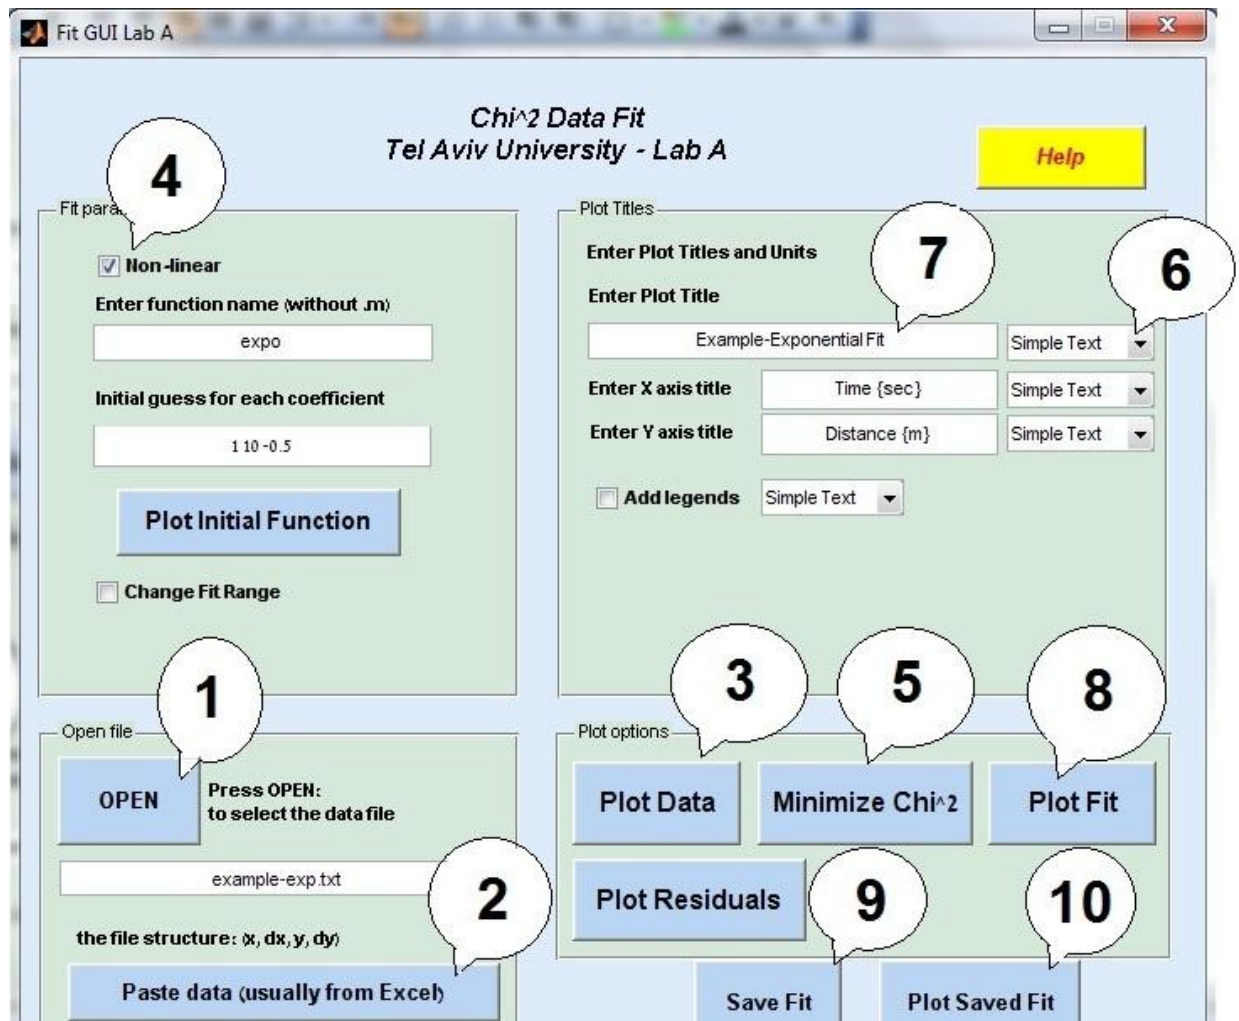 Fit GUI Lab A
Chi^2 Data Fit
Tel Aviv University - Lab A
Help
4
Fit para
Non-linear
Enter function name (without .m)
expo
Initial guess for each coefficient
1 10 -0.5
Plot Initial Function
Change Fit Range
Plot Titles
Enter Plot Titles and Units
7
6
Enter Plot Title
Example-Exponential Fit
Simple Text
Enter X axis title
Time {sec}
Simple Text
Enter Y axis title
Distance {m}
Simple Text
Add legends
Simple Text
1
Open file
OPEN
Press OPEN:
to select the data file
example-exp.txt
2
the file structure: (x, dx, y, dy)
Paste data (usually from Excel)
3
5
8
Plot options
Plot Data
Minimize Chi^2
Plot Fit
Plot Residuals
9
10
Save Fit
Plot Saved Fit